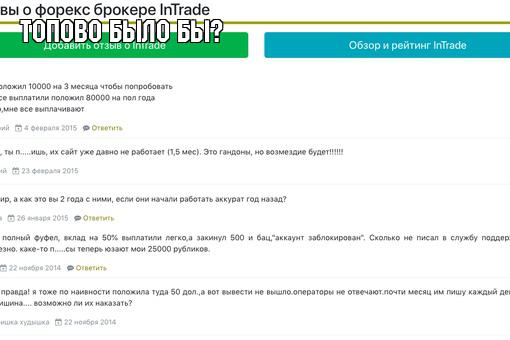 вы о форекс брокере InTrade
ТОПОВО БЫЛО БЫ?
Добавить отзыв о InTrade
Обзор и рейтинг InTrade
оложил 10000 на 3 месяца чтобы попробовать
се выплатили положил 80000 на пол года
о,мне все выплачивают
ий 4 февраля 2015 Ответить
, ты п.....ишь, их сайт уже давно не работает (1,5 мес). Это гандоны, но возмездие будет!!!!!!
ий 23 февраля 2015
ир, а как это вы 2 года с ними, если они начали работать аккурат год назад?
а 26 января 2015 Ответить
полный фуфел, вклад на 50% выплатили легко,а закинул 500 и бац,"аккаунт заблокирован". Сколько не писал в службу поддер
езно. каке-то п.....сы теперь юзают мои 25000 рубликов.
22 ноября 2014 Ответить
правда! я тоже по наивности положила туда 50 дол.,а вот вывести не вышло.операторы не отвечают.почти месяц им пишу каждый де
ишина.... возможно ли их наказать?
ишка.худышка 22 ноября 2014